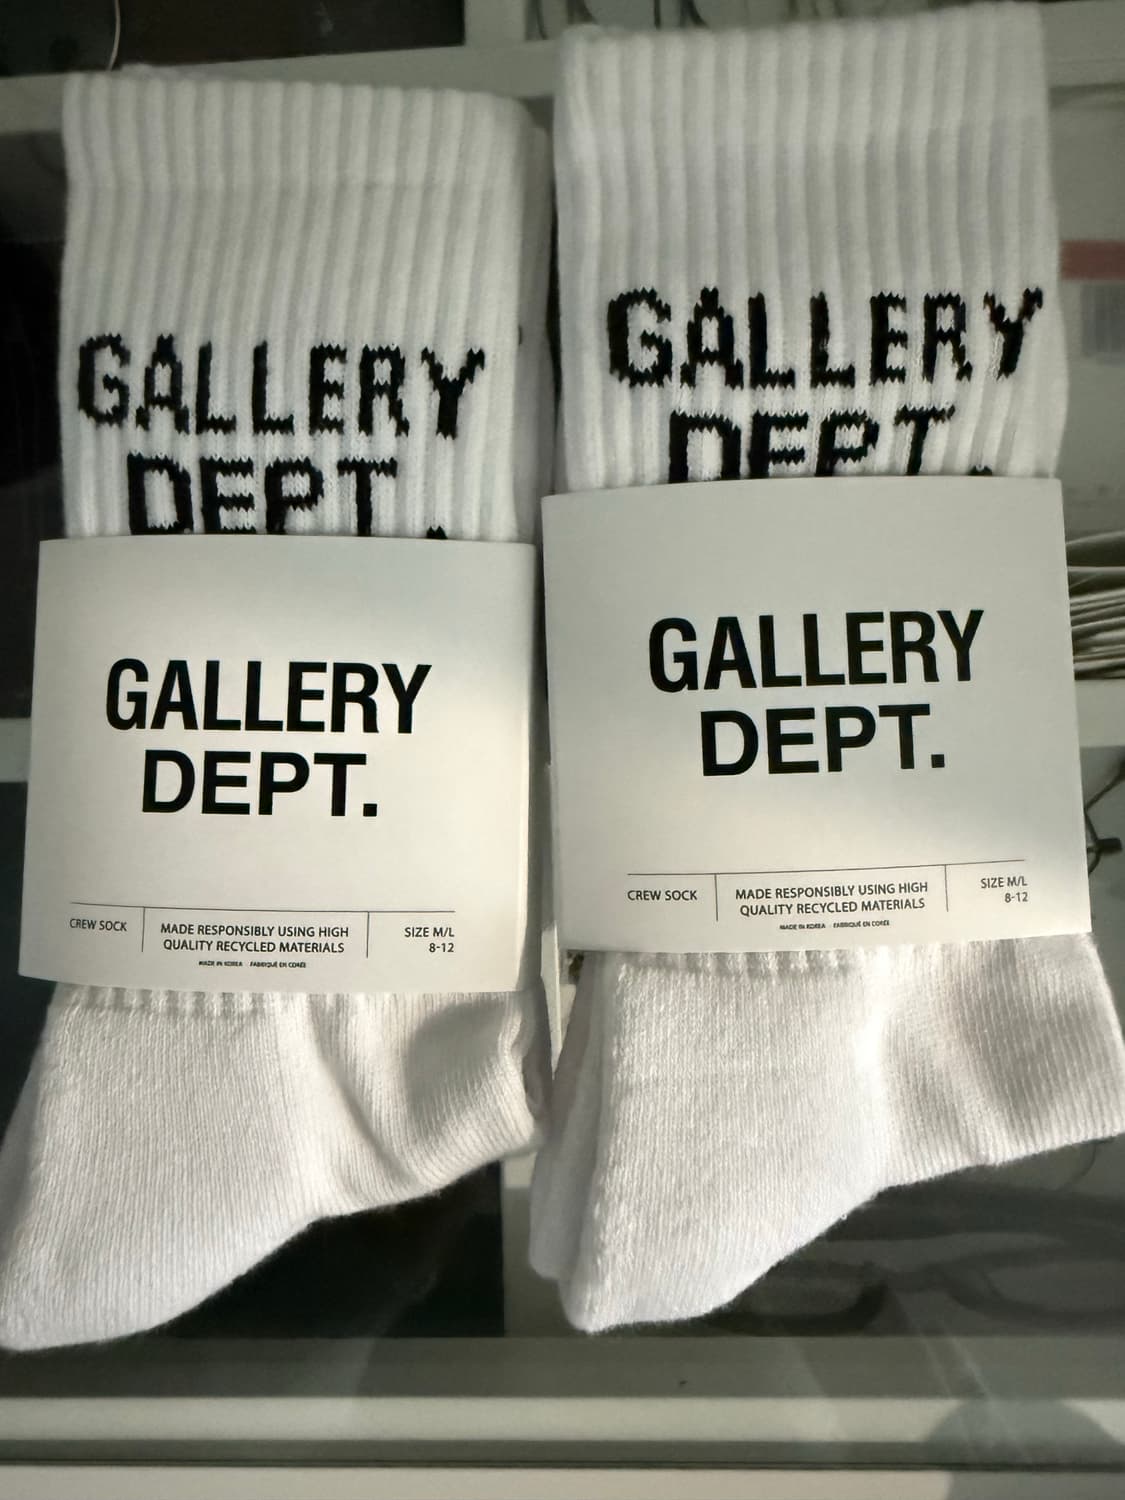 GALLERY
DEPT.
GALLERY
DEPT.
CREW SOCK
MADE RESPONSIBLY USING HIGH
QUALITY RECYCLED MATERIALS
MADE IN KOREA · FABRIQUÉ EN CORÉE
SIZE M/L
8-12
GALLERY
DEPT.
GALLERY
DEPT.
CREW SOCK
MADE RESPONSIBLY USING HIGH
QUALITY RECYCLED MATERIALS
MADE IN KOREA · FABRIQUÉ EN CORÉE
SIZE M/L
8-12